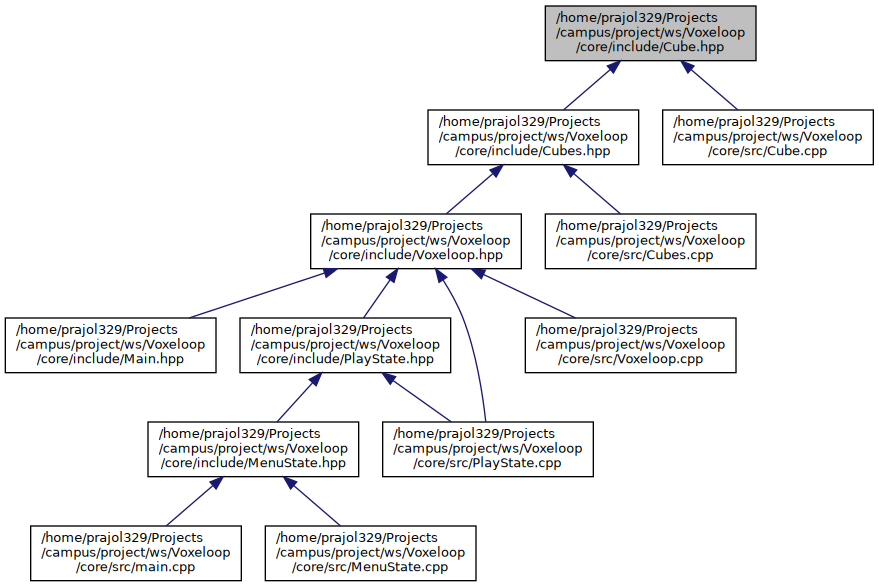 /home/prajol329/Projects
/campus/project/ws/Voxeloop
/core/include/Cube.hpp
/home/prajol329/Projects
/campus/project/ws/Voxeloop
/core/include/Cubes.hpp
/home/prajol329/Projects
/campus/project/ws/Voxeloop
/core/src/Cube.cpp
/home/prajol329/Projects
/campus/project/ws/Voxeloop
/core/include/Voxeloop.hpp
/home/prajol329/Projects
/campus/project/ws/Voxeloop
/core/src/Cubes.cpp
/home/prajol329/Projects
/campus/project/ws/Voxeloop
/core/include/Main.hpp
/home/prajol329/Projects
/campus/project/ws/Voxeloop
/core/include/PlayState.hpp
/home/prajol329/Projects
/campus/project/ws/Voxeloop
/core/src/Voxeloop.cpp
/home/prajol329/Projects
/campus/project/ws/Voxeloop
/core/include/MenuState.hpp
/home/prajol329/Projects
/campus/project/ws/Voxeloop
/core/src/PlayState.cpp
/home/prajol329/Projects
/campus/project/ws/Voxeloop
/core/src/main.cpp
/home/prajol329/Projects
/campus/project/ws/Voxeloop
/core/src/MenuState.cpp